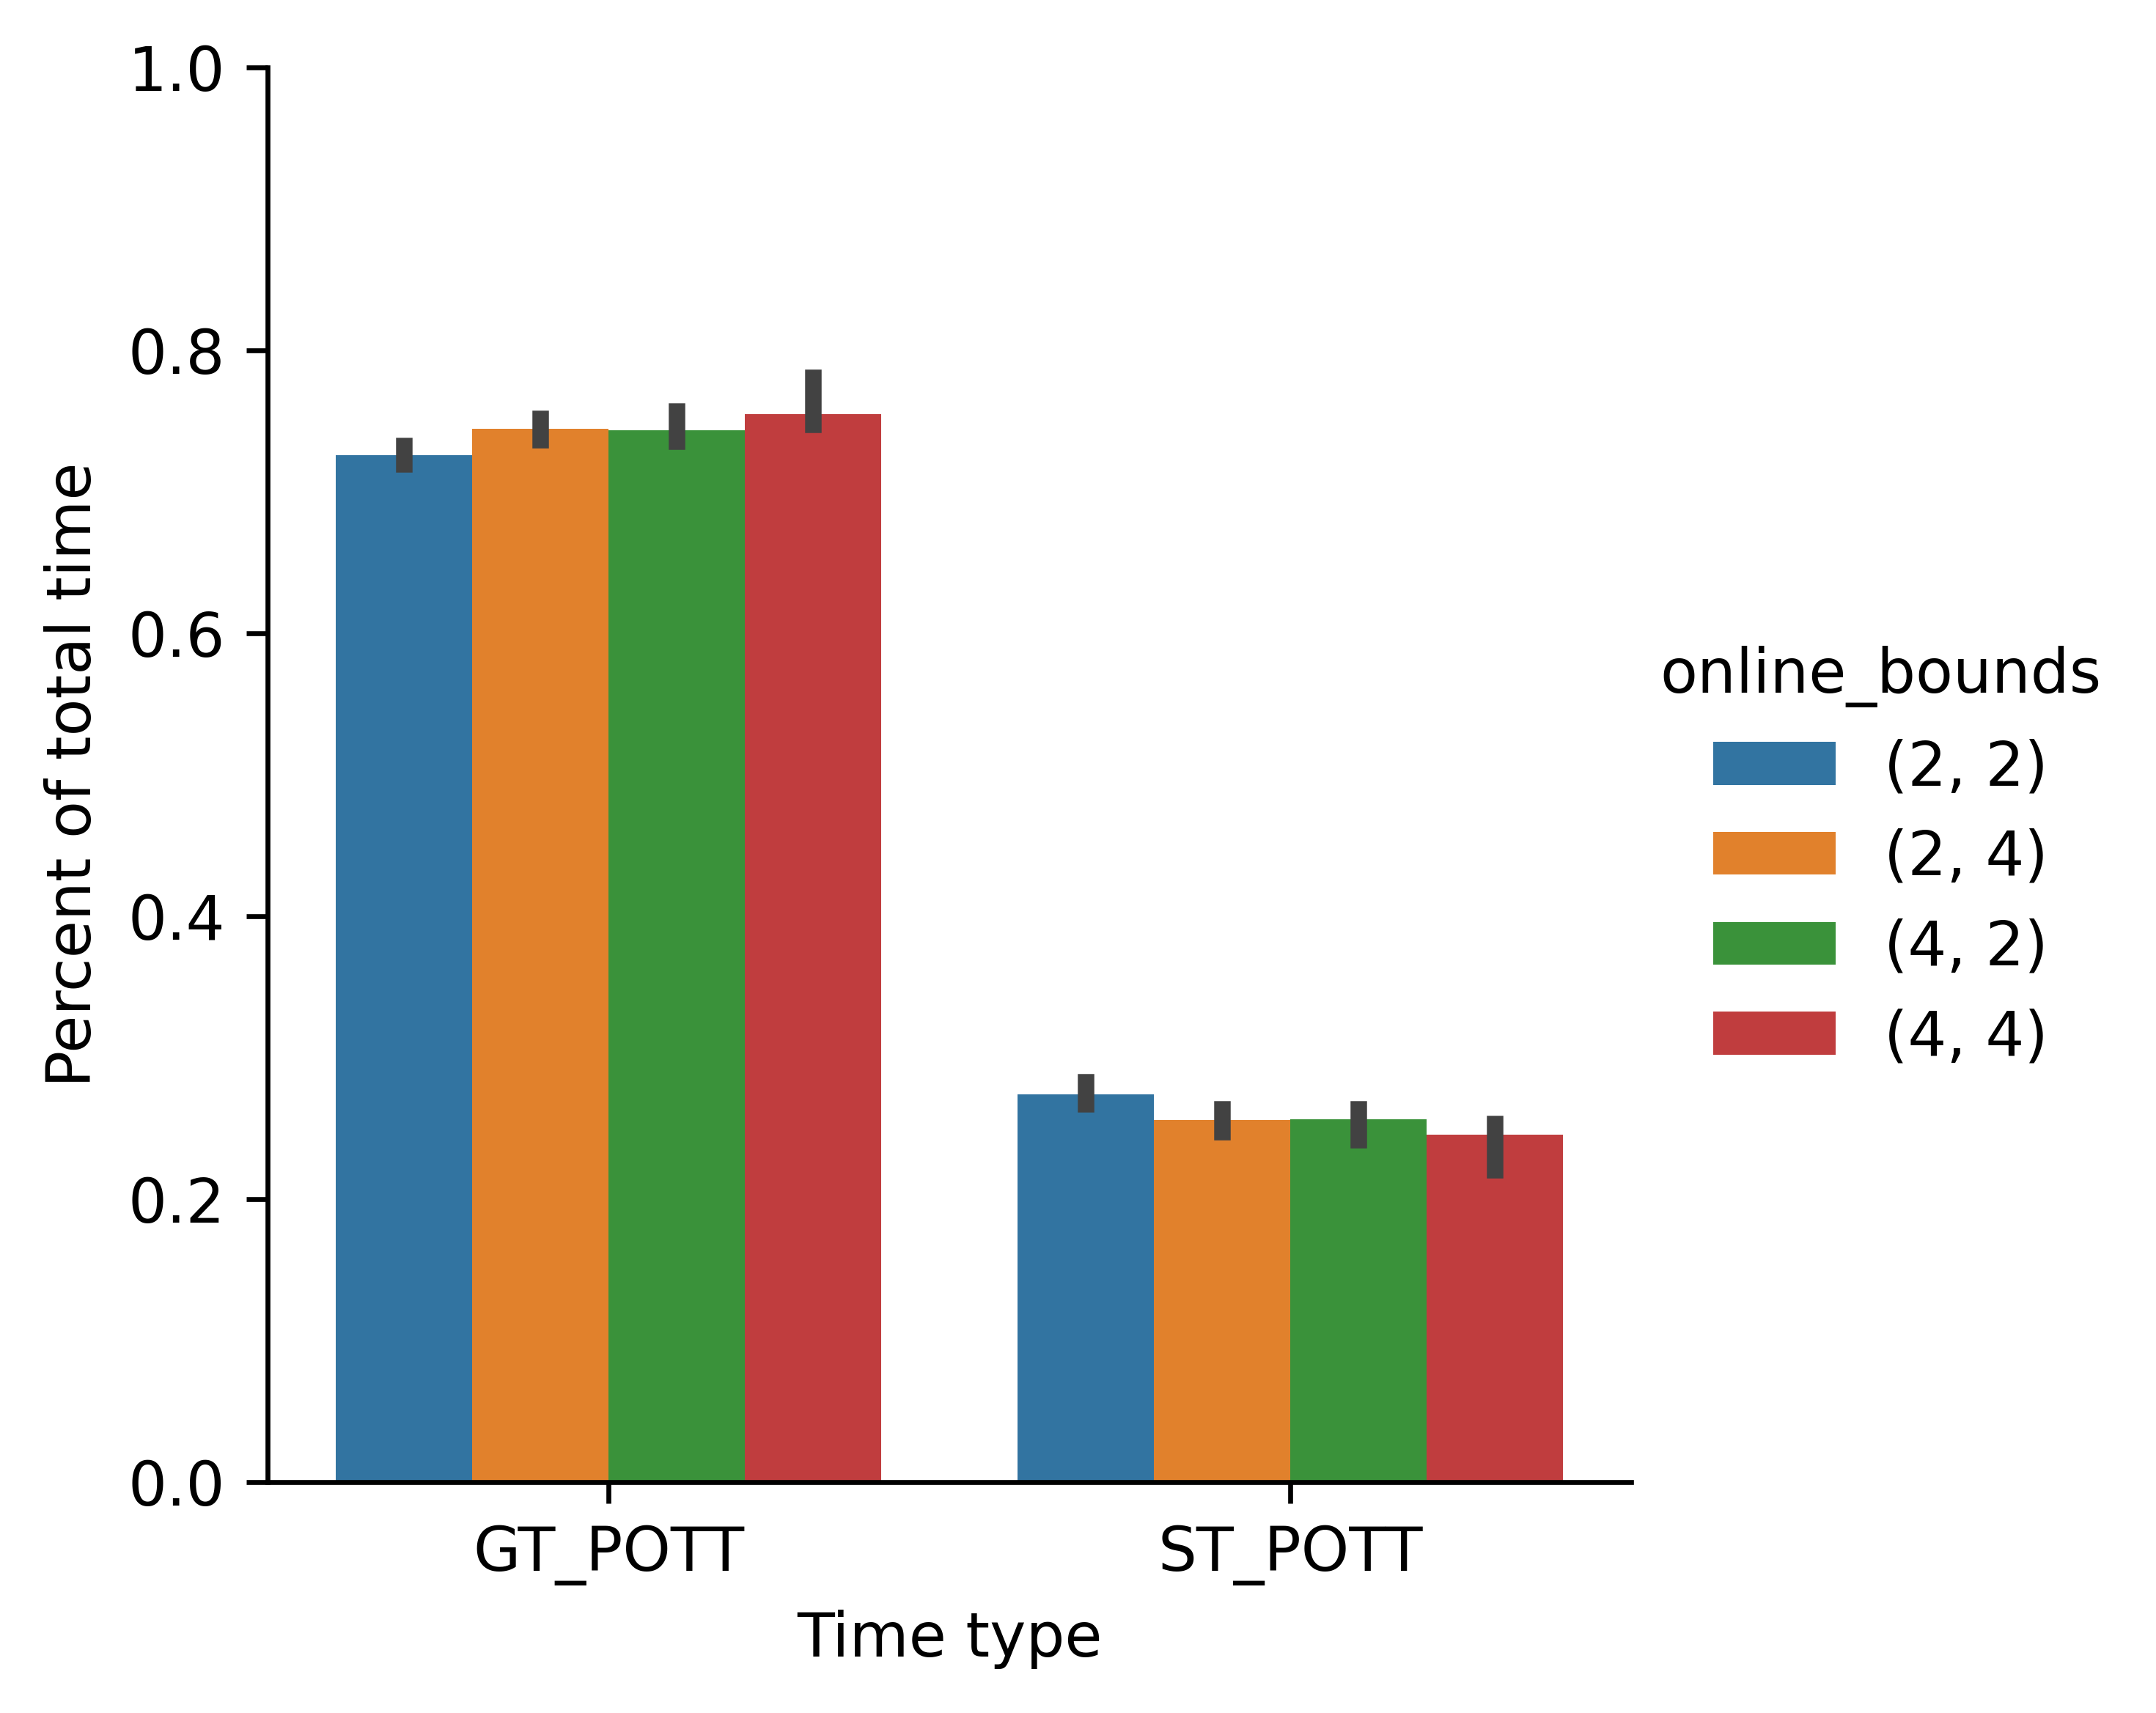 1.0
0.8
0.6
0.4
0.2
0.0
Percent of total time
GT_POTT
ST_POTT
Time type
online_bounds
(2, 2)
(2, 4)
(4, 2)
(4, 4)